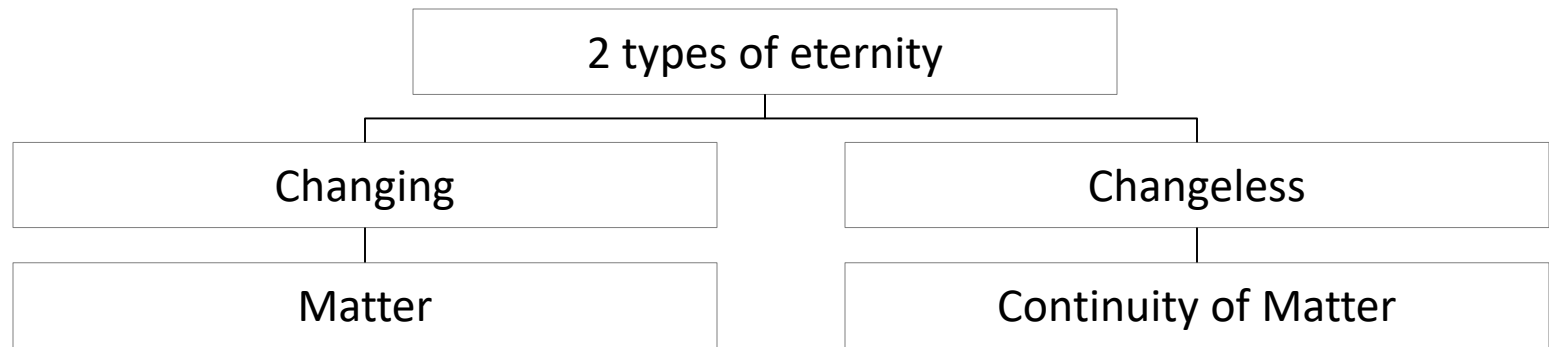 2 types of eternity
Changing
Changeless
Matter
Continuity of Matter